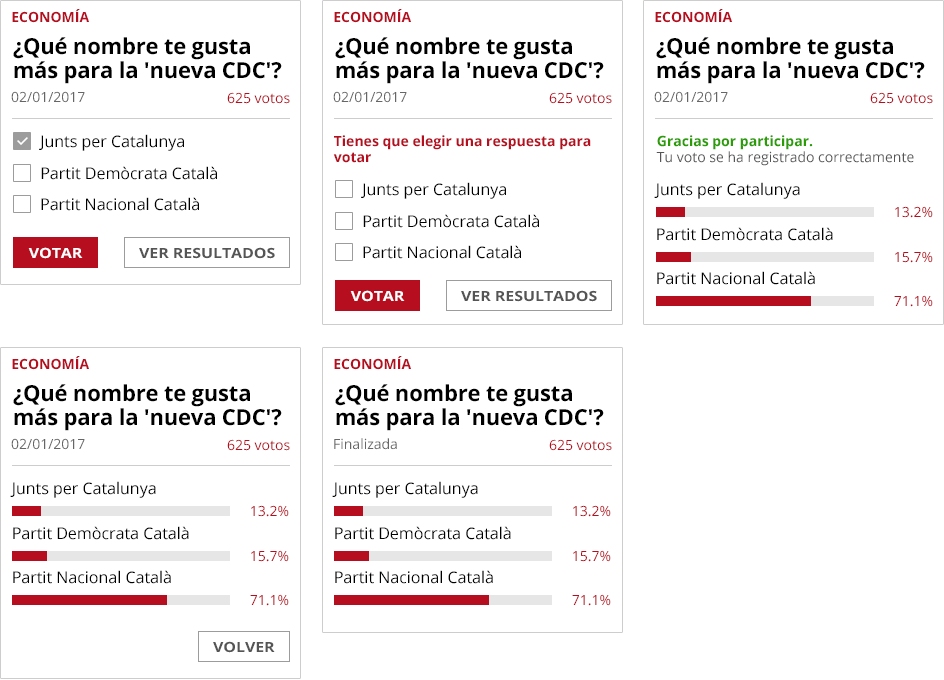 ECONOMÍA
¿Qué nombre te gusta
más para la 'nueva CDC'?
02/01/2017 625 votos
Junts per Catalunya
Partit Demòcrata Català
Partit Nacional Català
VOTAR VER RESULTADOS
ECONOMÍA
¿Qué nombre te gusta
más para la 'nueva CDC'?
02/01/2017 625 votos
Tienes que elegir una respuesta para
votar
Junts per Catalunya
Partit Demòcrata Català
Partit Nacional Català
VOTAR VER RESULTADOS
ECONOMÍA
¿Qué nombre te gusta
más para la 'nueva CDC'?
02/01/2017 625 votos
Gracias por participar.
Tu voto se ha registrado correctamente
Junts per Catalunya
13.2%
Partit Demòcrata Català
15.7%
Partit Nacional Català
71.1%
ECONOMÍA
¿Qué nombre te gusta
más para la 'nueva CDC'?
02/01/2017 625 votos
Junts per Catalunya
13.2%
Partit Demòcrata Català
15.7%
Partit Nacional Català
71.1%
VOLVER
ECONOMÍA
¿Qué nombre te gusta
más para la 'nueva CDC'?
Finalizada 625 votos
Junts per Catalunya
13.2%
Partit Demòcrata Català
15.7%
Partit Nacional Català
71.1%